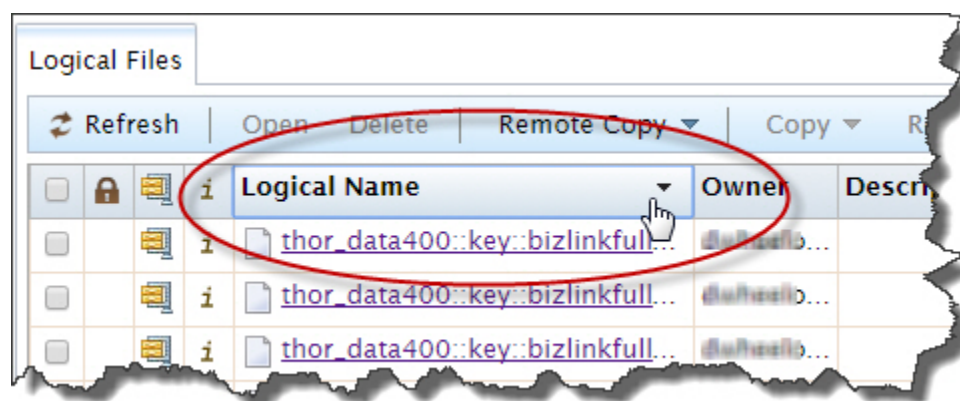 Logical Files
Refresh Open Delete Remote Copy Copy
i Logical Name Owner
i thor_data400::key::bizlinkfull...
i thor_data400::key::bizlinkfull...
i thor_data400::key::bizlinkfull...